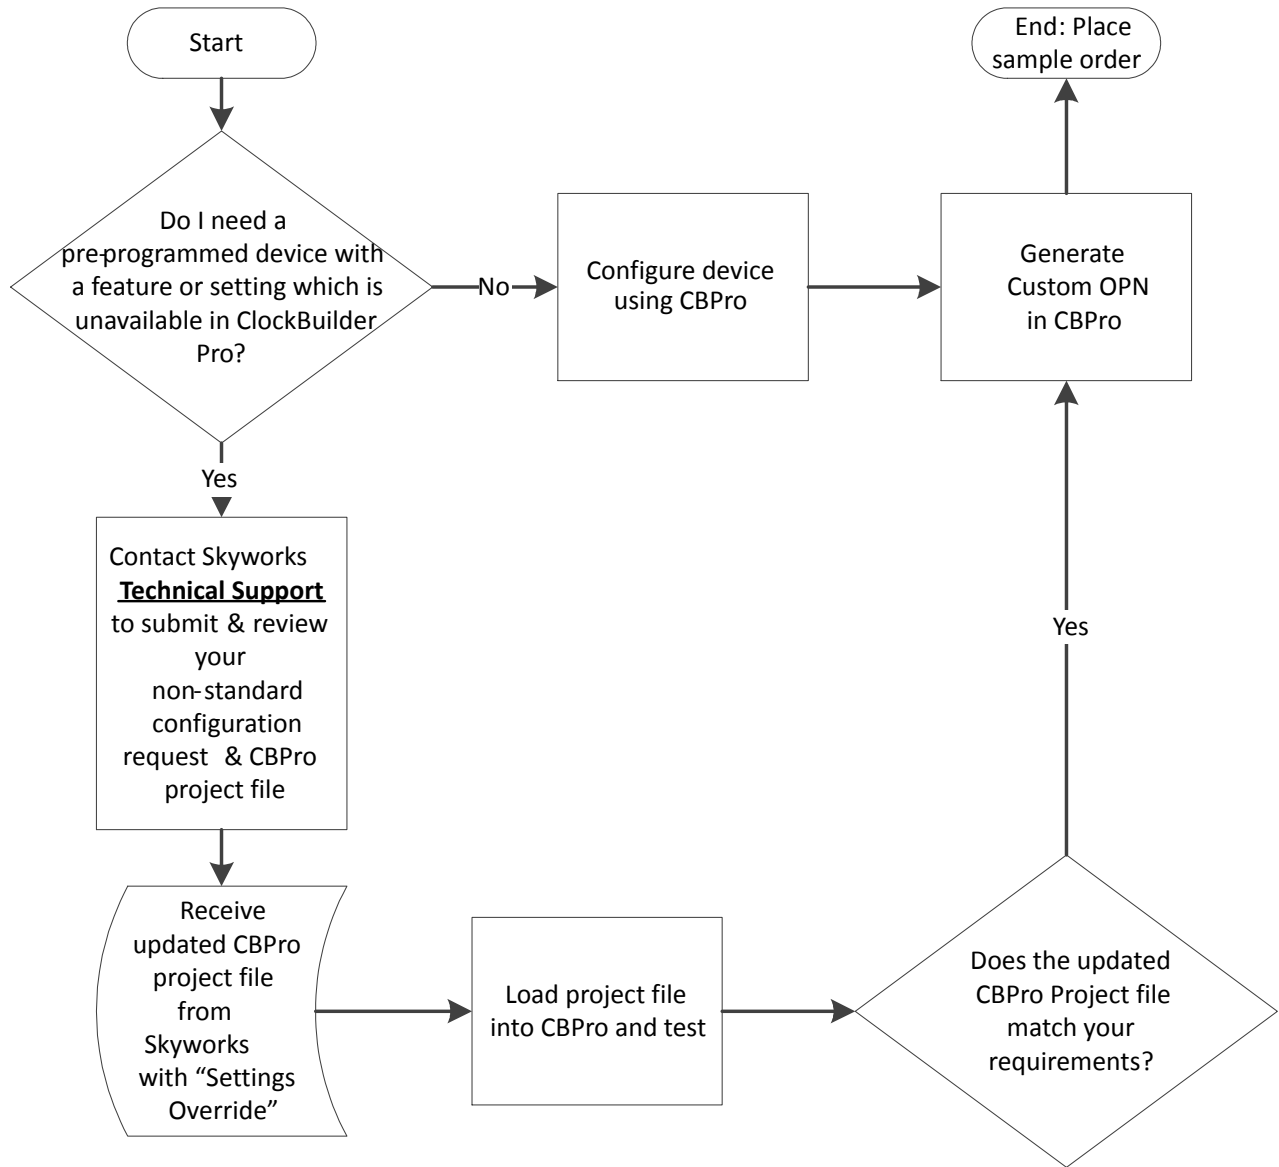 Start
End: Place
sample order
Do I need a
pre-programmed device with
a feature or setting which is
unavailable in ClockBuilder
Pro?
No
Configure device
using CBPro
Generate
Custom OPN
in CBPro
Yes
Contact Skyworks
Technical Support
to submit & review
your
non-standard
configuration
request & CBPro
project file
Yes
Receive
updated CBPro
project file
from
Skyworks
with “Settings
Override”
Load project file
into CBPro and test
Does the updated
CBPro Project file
match your
requirements?